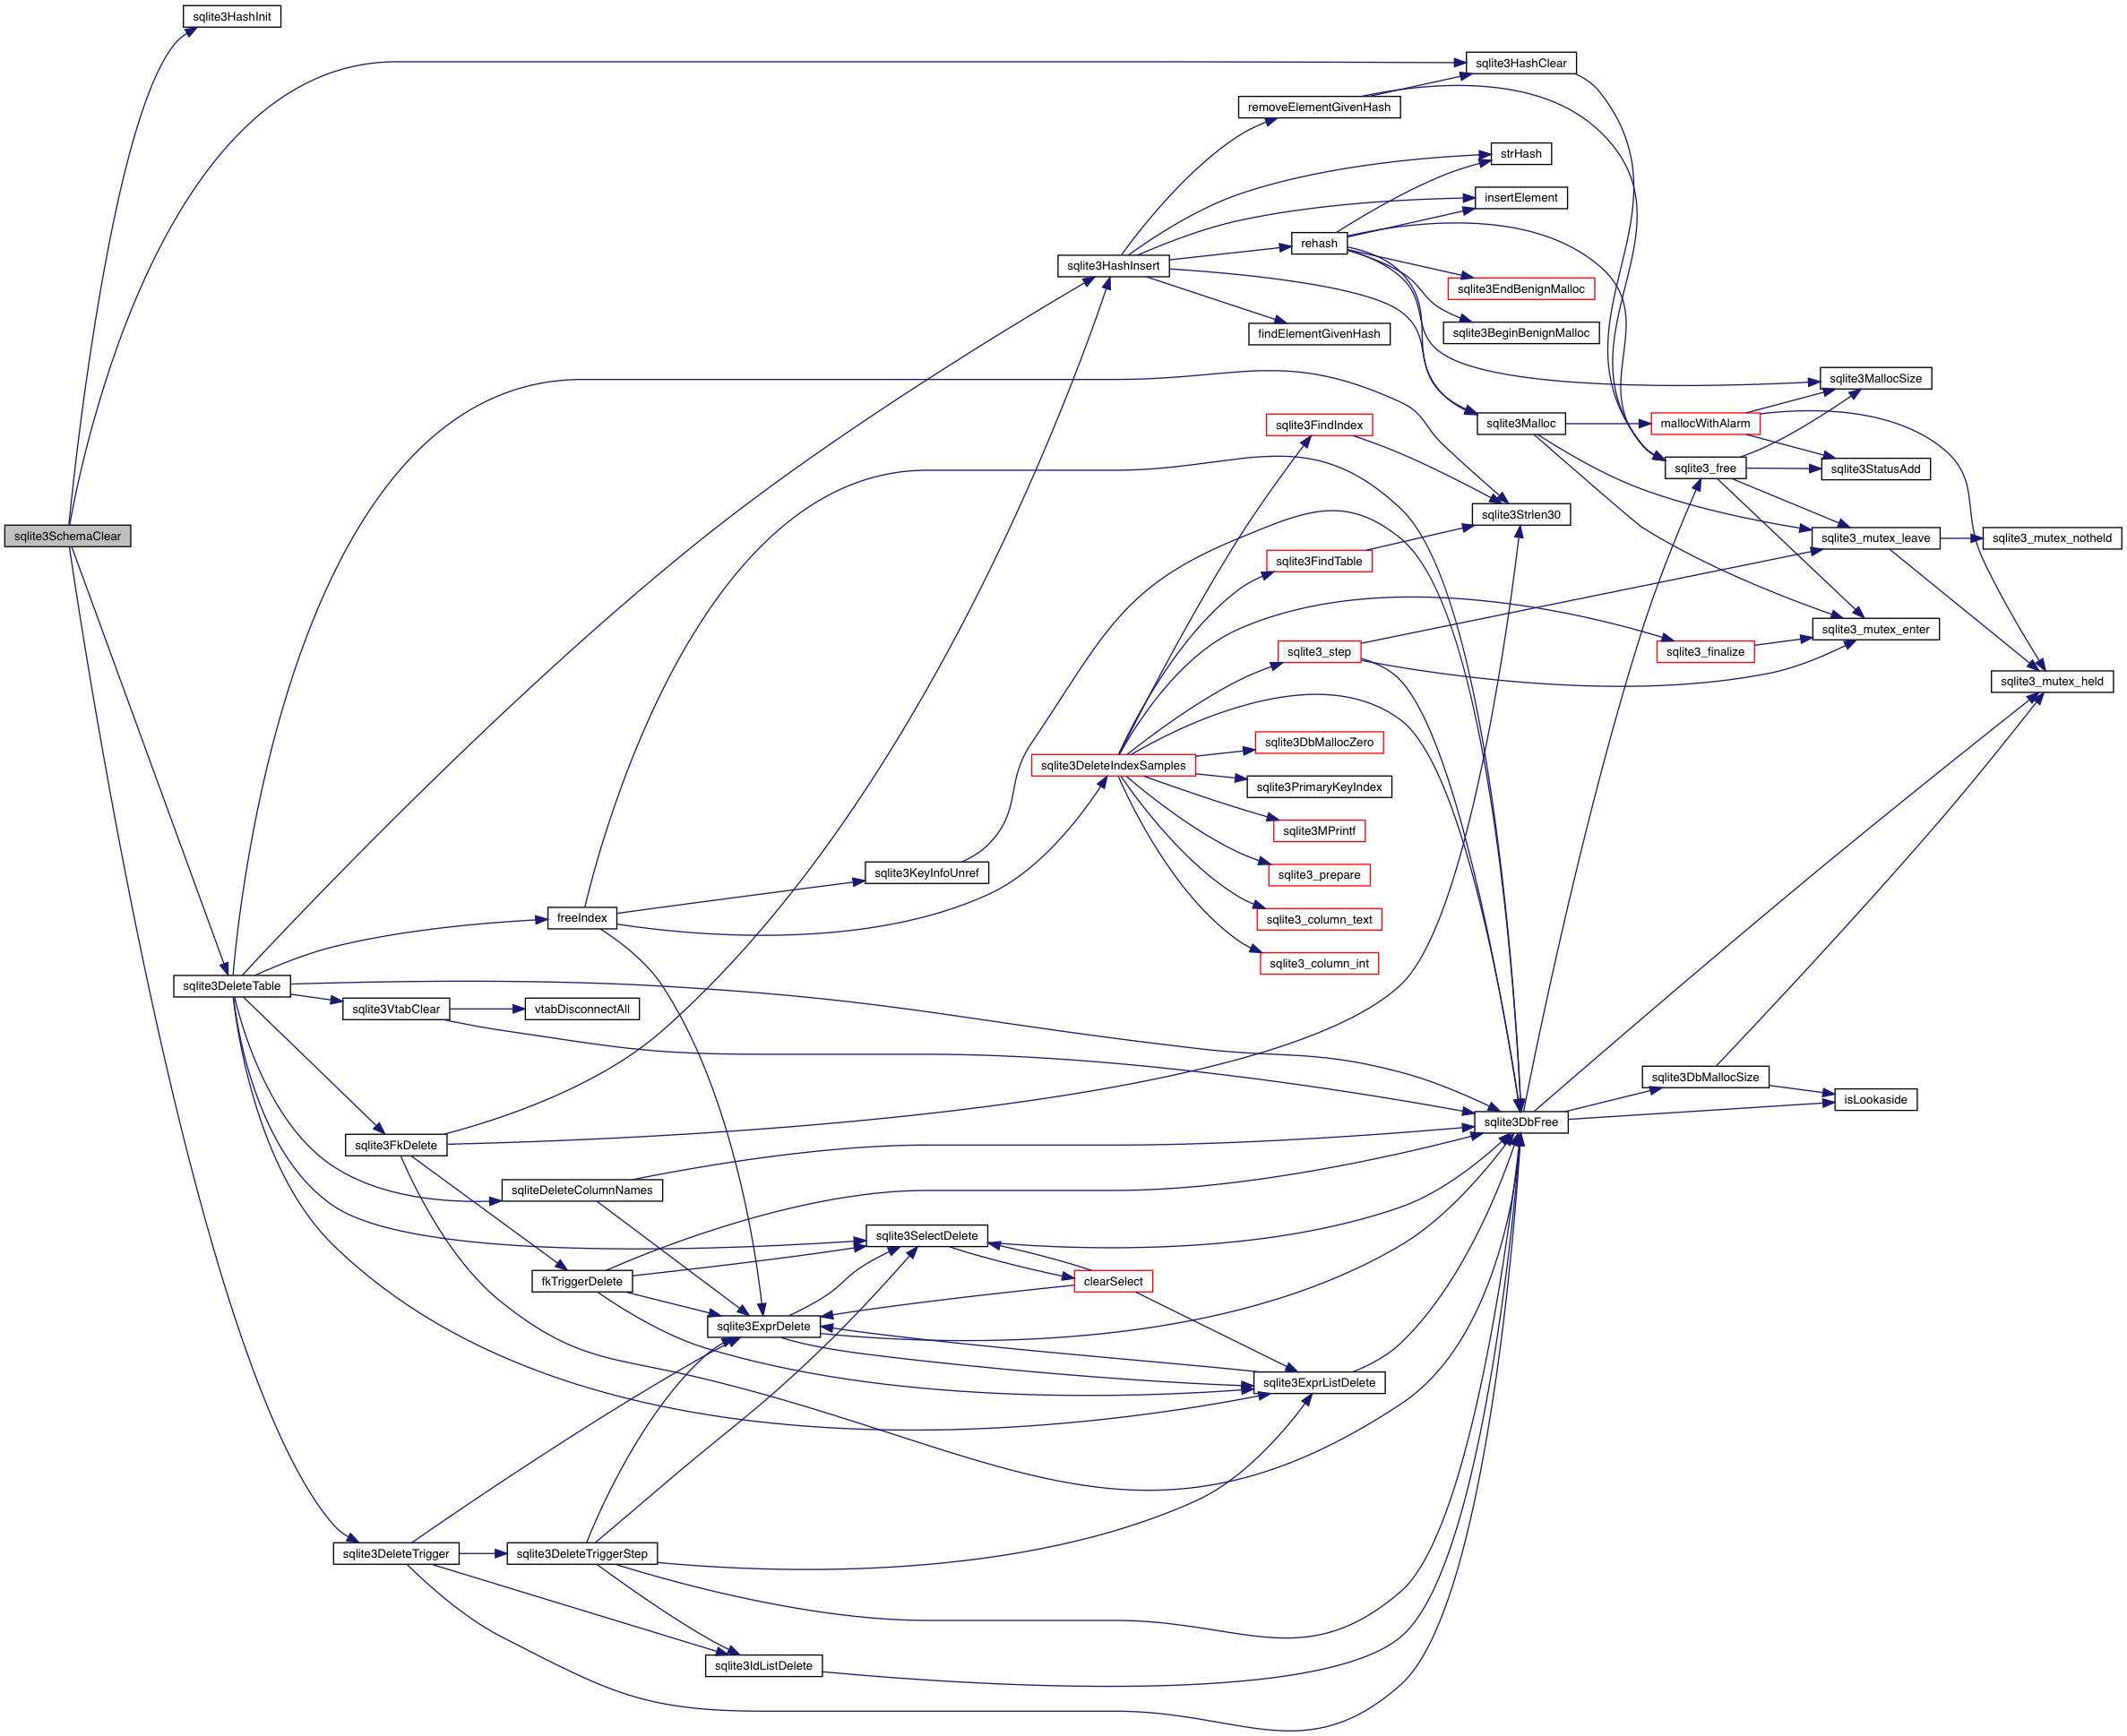 sqlite3HashInit
sqlite3HashClear
removeElementGivenHash
strHash
insertElement
rehash
sqlite3HashInsert
sqlite3EndBenignMalloc
findElementGivenHash
sqlite3BeginBenignMalloc
sqlite3MallocSize
sqlite3FindIndex
sqlite3Malloc
mallocWithAlarm
sqlite3_free
sqlite3StatusAdd
sqlite3Strlen30
sqlite3SchemaClear
sqlite3_mutex_leave
sqlite3_mutex_notheld
sqlite3FindTable
sqlite3_mutex_enter
sqlite3_step
sqlite3_finalize
sqlite3_mutex_held
sqlite3DbMallocZero
sqlite3DeleteIndexSamples
sqlite3PrimaryKeyIndex
sqlite3MPrintf
sqlite3KeyInfoUnref
sqlite3_prepare
freeIndex
sqlite3_column_text
sqlite3_column_int
sqlite3DeleteTable
sqlite3VtabClear
vtabDisconnectAll
sqlite3DbMallocSize
isLookaside
sqlite3DbFree
sqlite3FkDelete
sqliteDeleteColumnNames
sqlite3SelectDelete
fkTriggerDelete
clearSelect
sqlite3ExprDelete
sqlite3ExprListDelete
sqlite3DeleteTrigger
sqlite3DeleteTriggerStep
sqlite3IdListDelete